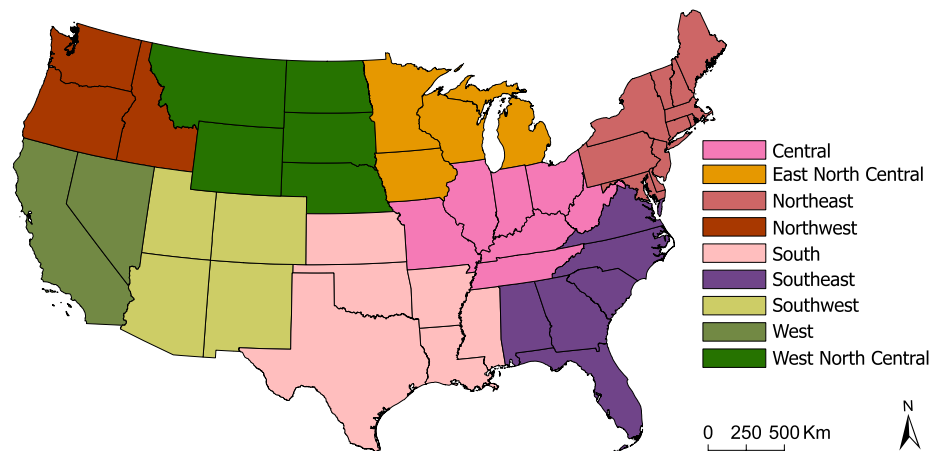 Central
East North Central
Northeast
Northwest
South
Southeast
Southwest
West
West North Central
N
0 250 500 Km